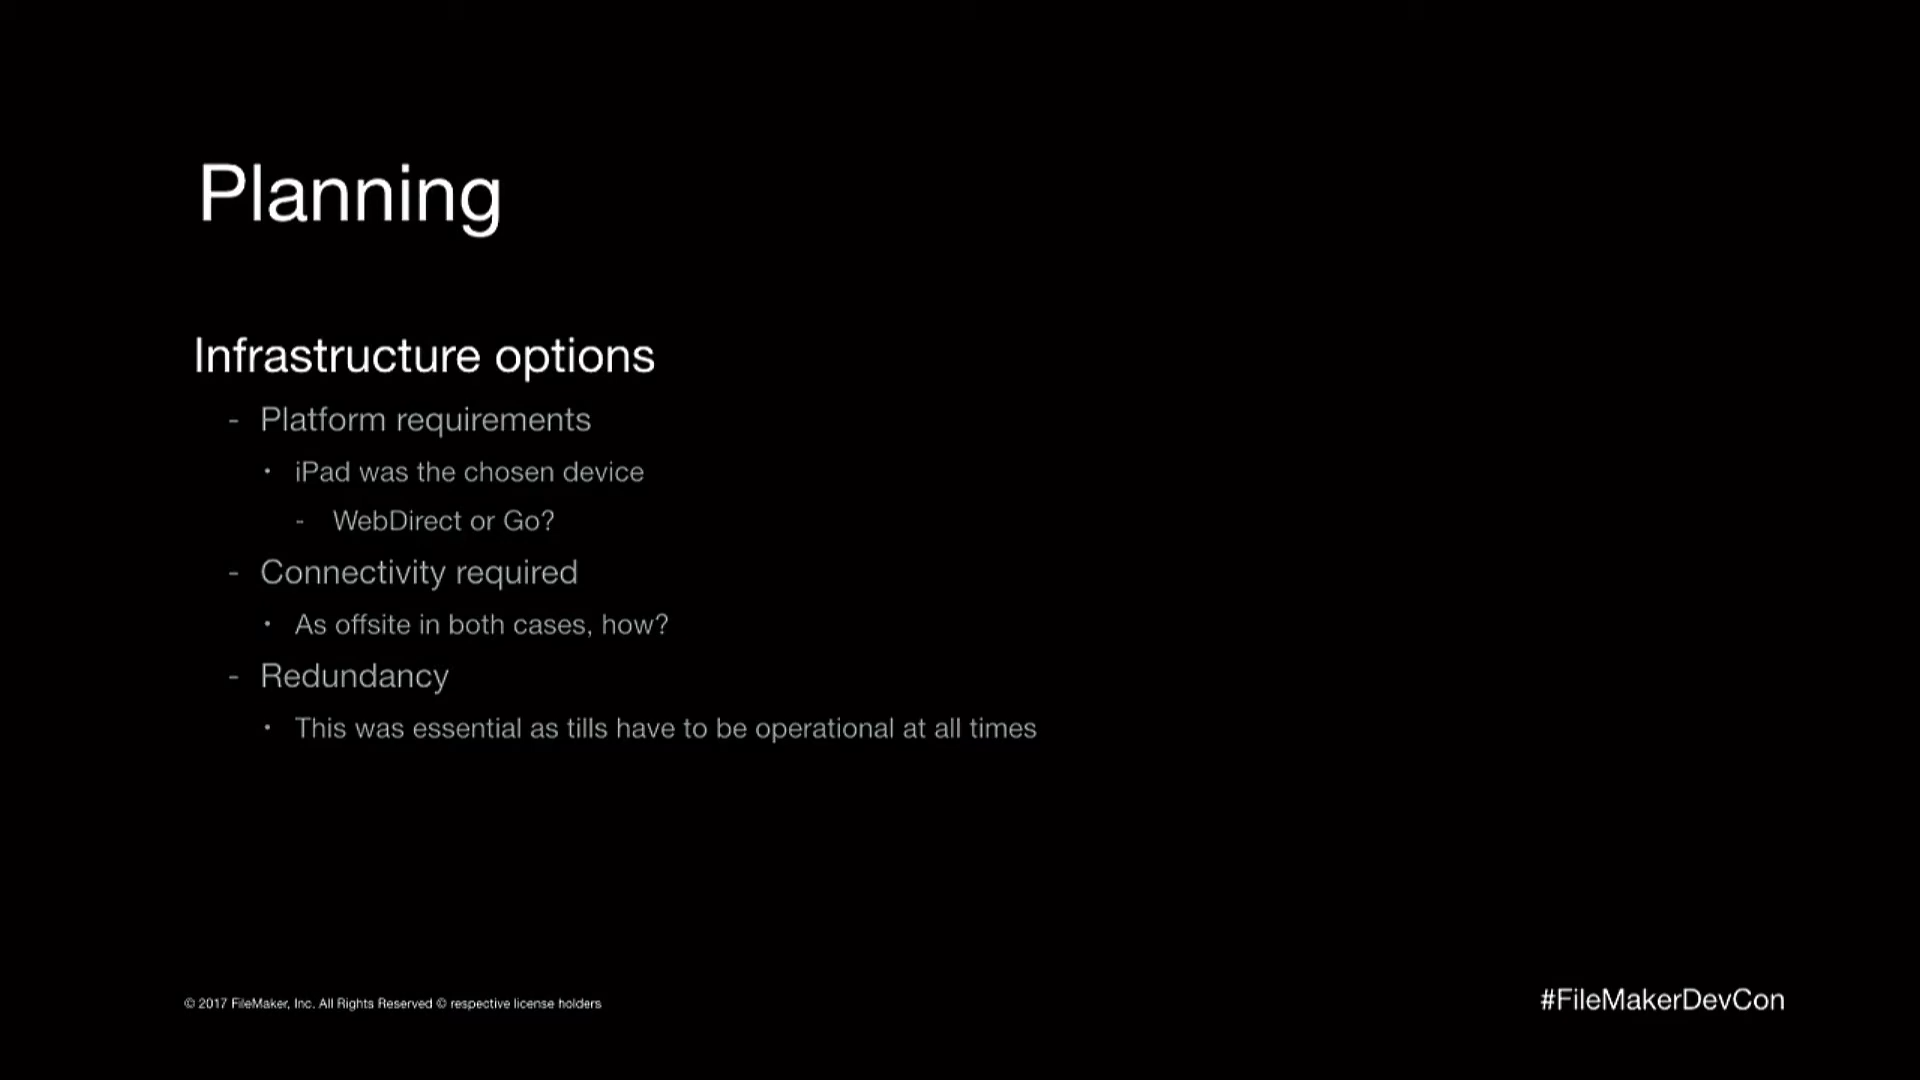 Planning
Infrastructure options
- Platform requirements
• iPad was the chosen device
- WebDirect or Go?
- Connectivity required
• As offsite in both cases, how?
- Redundancy
• This was essential as tills have to be operational at all times
© 2017 FileMaker, Inc. All Rights Reserved © respective license holders
#FileMakerDevCon